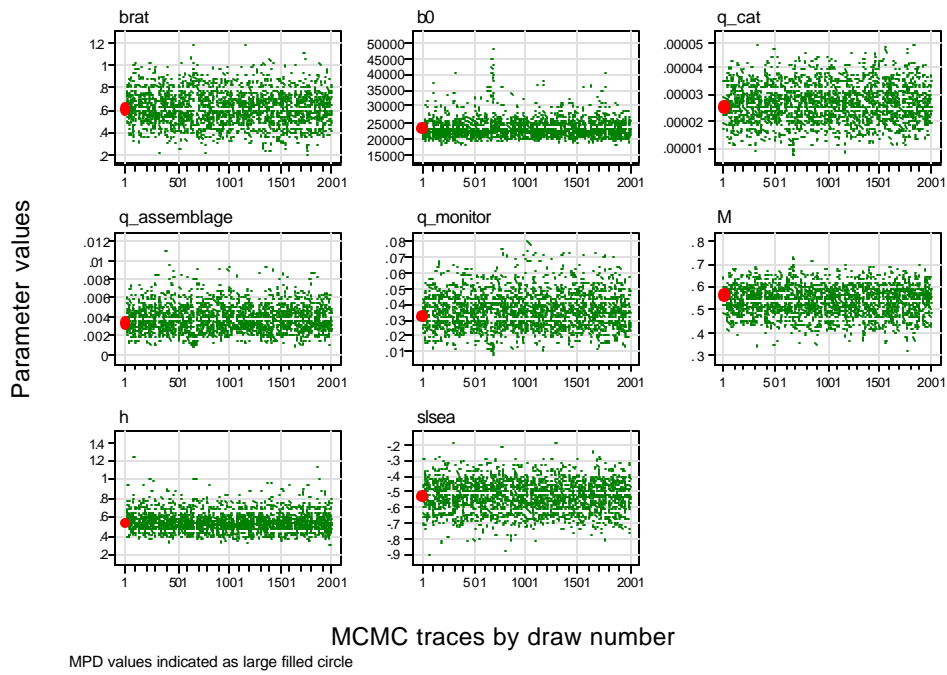 brat b0 q_cat
12 50000 .00005
1 45000 .00004
.8 40000 .00003
.6 35000 .00002
.4 30000 .00001
2 25000
20000
15000
1 501 1001 1501 2001 1 501 1001 1501 2001 1 501 1001 1501 2001
q_assemblage q_monitor M
.012 .08 .8
.01 .07 .7
.008 .06 .6
.006 .05 .5
.004 .04 .4
.002 .03 .3
0 .02
.01
1 501 1001 1501 2001 1 501 1001 1501 2001 1 501 1001 1501 2001
h slsea
1.4 -.2
1.2 -.3
1 -.4
.8 -.5
.6 -.6
.4 -.7
.2 -.8
-.9
1 501 1001 1501 2001 1 501 1001 1501 2001
Parameter values
MCMC traces by draw number
MPD values indicated as large filled circle